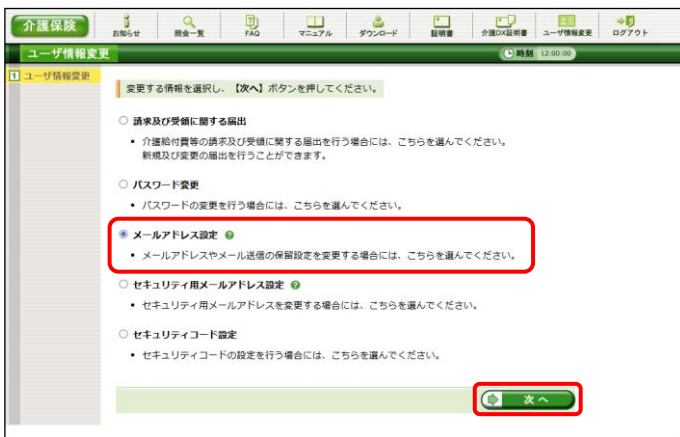 介護保険
お知らせ 照会一覧 FAQ マニュアル ダウンロード 証明書 介護DX証明書 ユーザ情報変更 ログアウト
ユーザ情報変更 時刻 12:00:00
1 ユーザ情報変更
変更する情報を選択し、【次へ】ボタンを押してください。
請求及び受領に関する届出
• 介護給付費等の請求及び受領に関する届出を行う場合には、こちらを選んでください。
新規及び変更の届出を行うことができます。
パスワード変更
• パスワードの変更を行う場合には、こちらを選んでください。
メールアドレス設定 ?
• メールアドレスやメール送信の保留設定を変更する場合には、こちらを選んでください。
セキュリティ用メールアドレス設定 ?
• セキュリティ用メールアドレスを変更する場合には、こちらを選んでください。
セキュリティコード設定
• セキュリティコードの設定を行う場合には、こちらを選んでください。
次へ